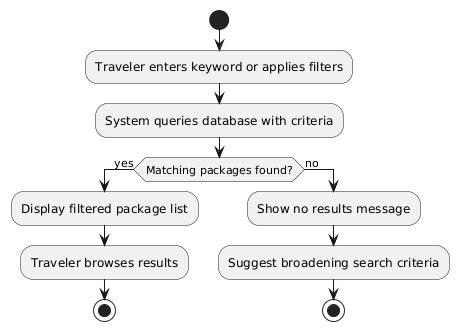 Traveler enters keyword or applies filters
System queries database with criteria
yes
Matching packages found?
no
Display filtered package list
Show no results message
Traveler browses results
Suggest broadening search criteria